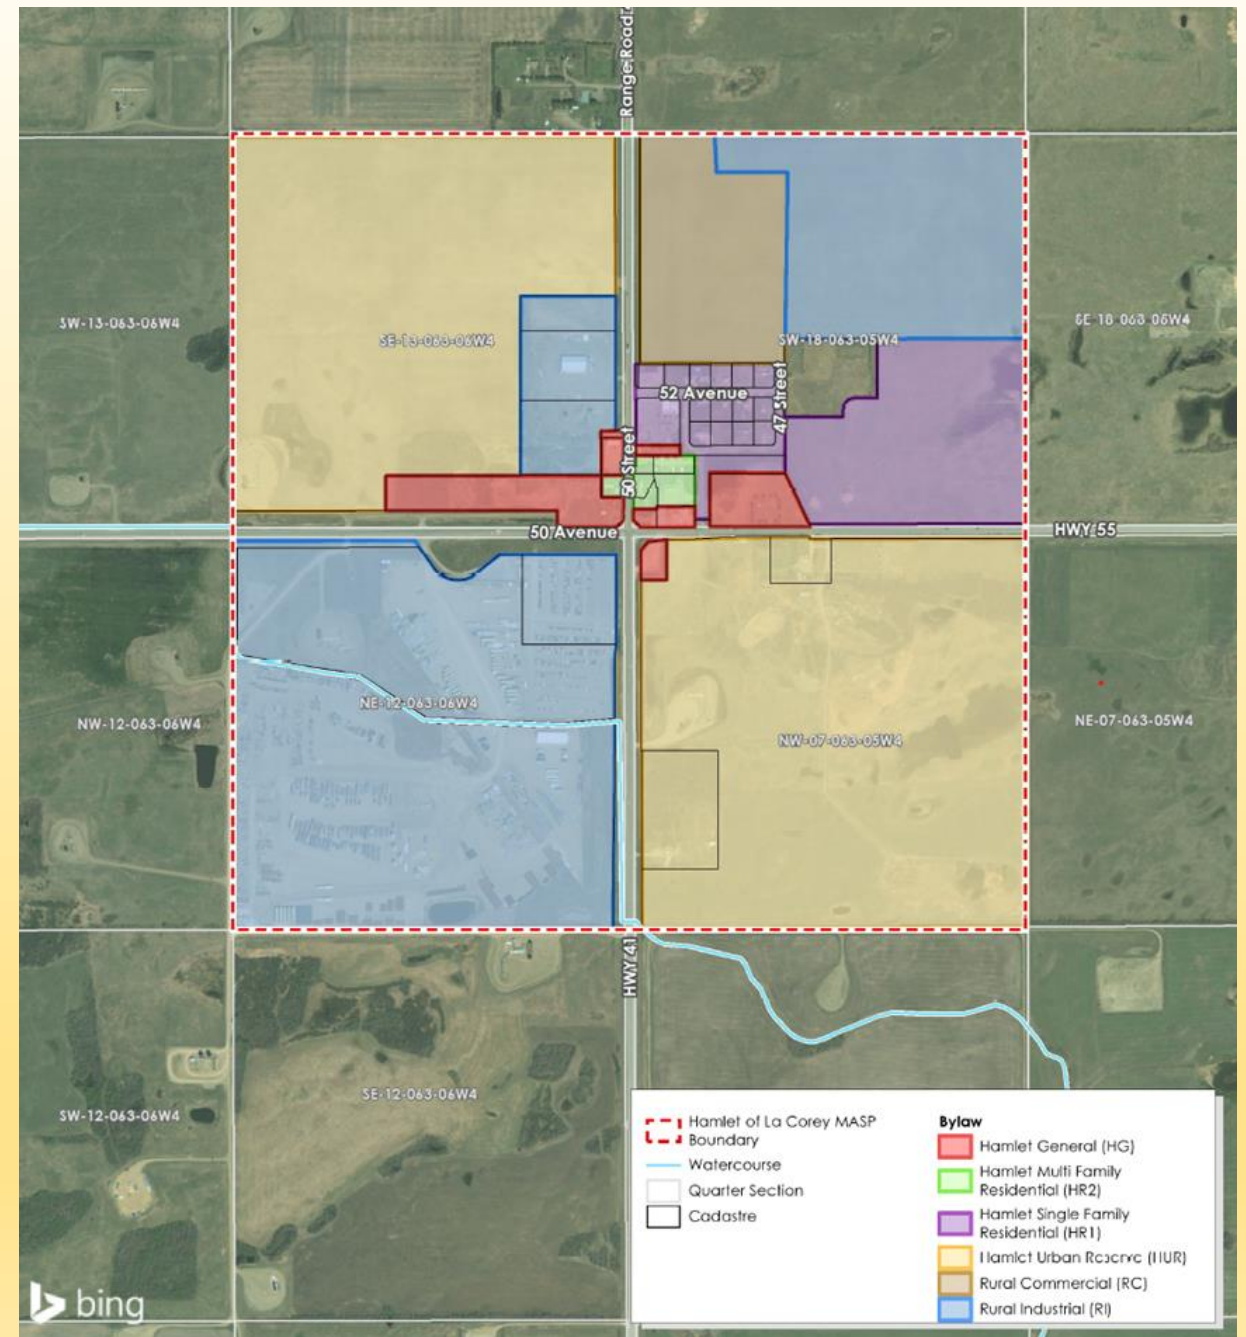 Range Road
SW-13-063-06W4
SE-13-063-06W4
SW-18-063-05W4
SE-18-063-05W4
52 Avenue
47 Street
50 Street
50 Avenue
HWY 55
NW-12-063-06W4
NE-12-063-06W4
NW-07-063-05W4
NE-07-063-05W4
HWY 41
SW-12-063-06W4
SE-12-063-06W4
Hamlet of La Corey MASP
Boundary
Watercourse
Quarter Section
Cadastre
Bylaw
Hamlet General (HG)
Hamlet Multi Family
Residential (HR2)
Hamlet Single Family
Residential (HR1)
Hamlet Urban Reserve (HUR)
Rural Commercial (RC)
Rural Industrial (RI)
bing